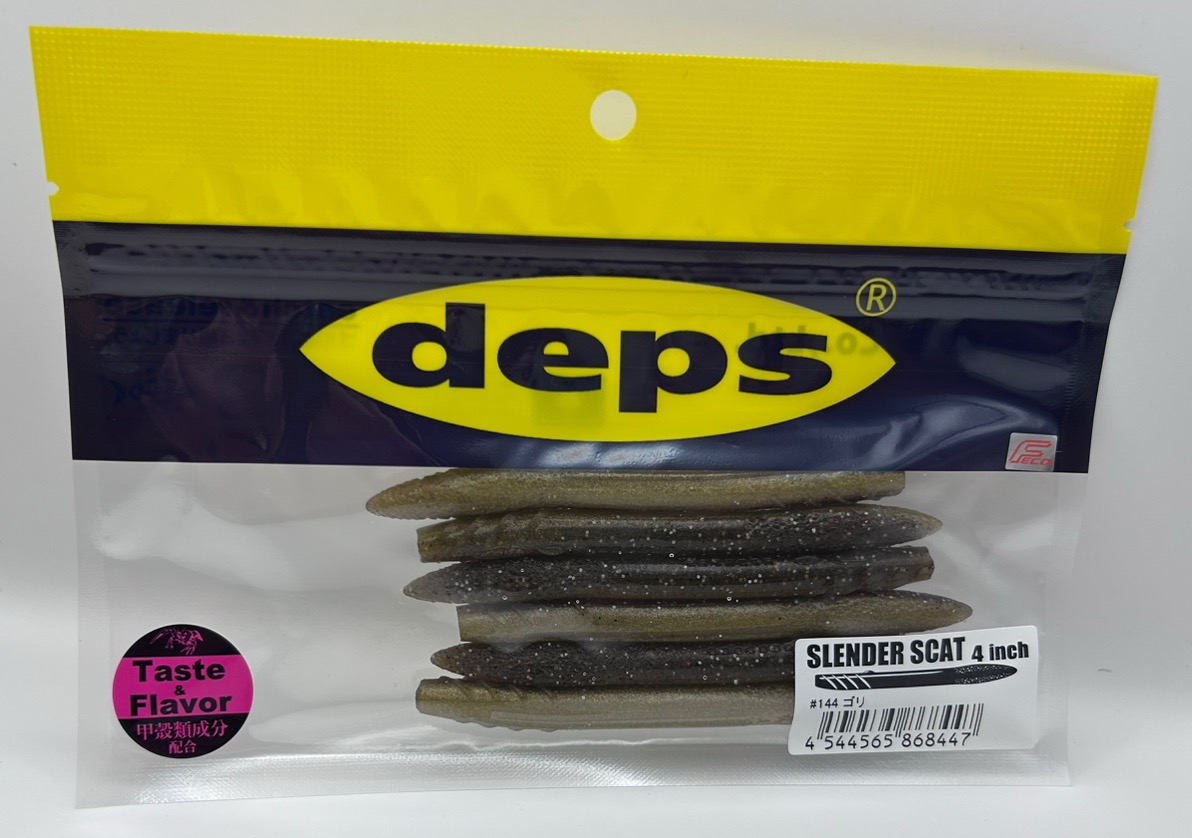 deps®
FECO
Taste
&
Flavor
甲殻類成分
配合
SLENDER SCAT 4 inch
#144 ゴリ
4 544565 868447